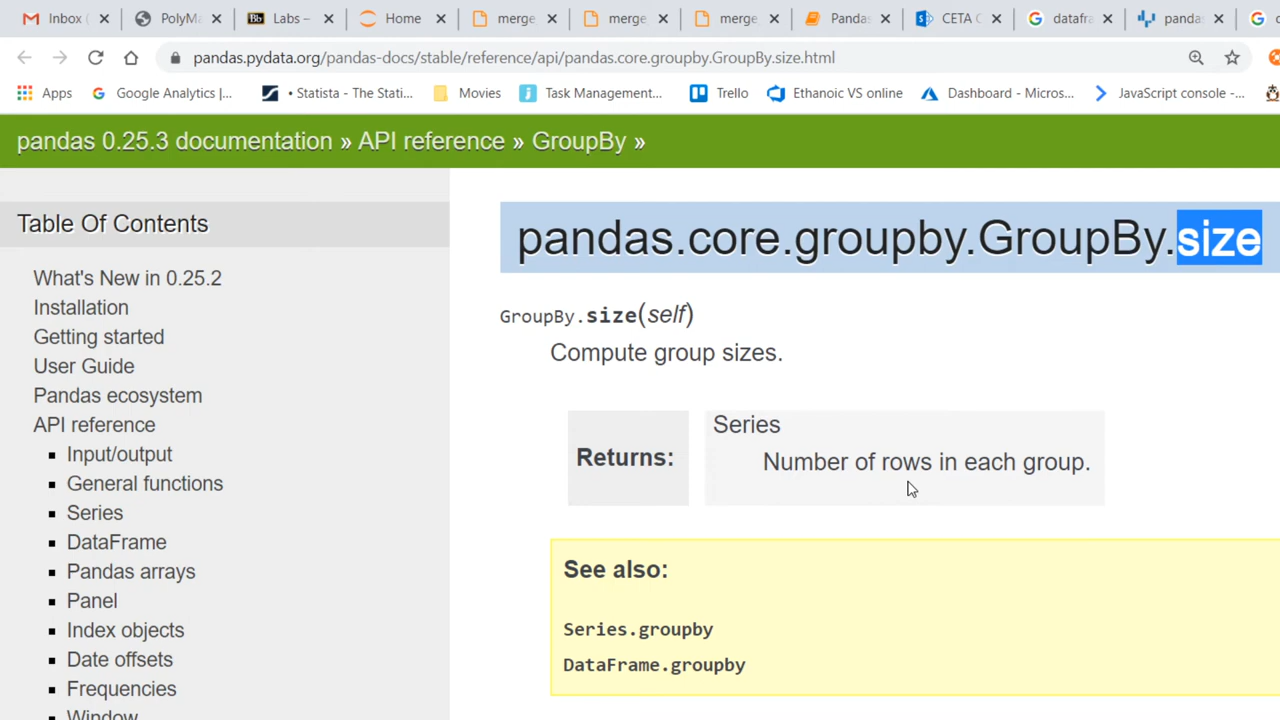 Inbox (
PolyMa
Labs –
Home
merge
merge
merge
Pandas
CETA C
datafra
pandas
pandas.pydata.org/pandas-docs/stable/reference/api/pandas.core.groupby.GroupBy.size.html
Apps
Google Analytics |...
• Statista - The Stati...
Movies
Task Management...
Trello
Ethanoic VS online
Dashboard - Micros...
JavaScript console -...
pandas 0.25.3 documentation » API reference » GroupBy »
Table Of Contents
What's New in 0.25.2
Installation
Getting started
User Guide
Pandas ecosystem
API reference
Input/output
General functions
Series
DataFrame
Pandas arrays
Panel
Index objects
Date offsets
Frequencies
Window
pandas.core.groupby.GroupBy.size
GroupBy.size(self)
Compute group sizes.
Returns:
Series
Number of rows in each group.
See also:
Series.groupby
DataFrame.groupby